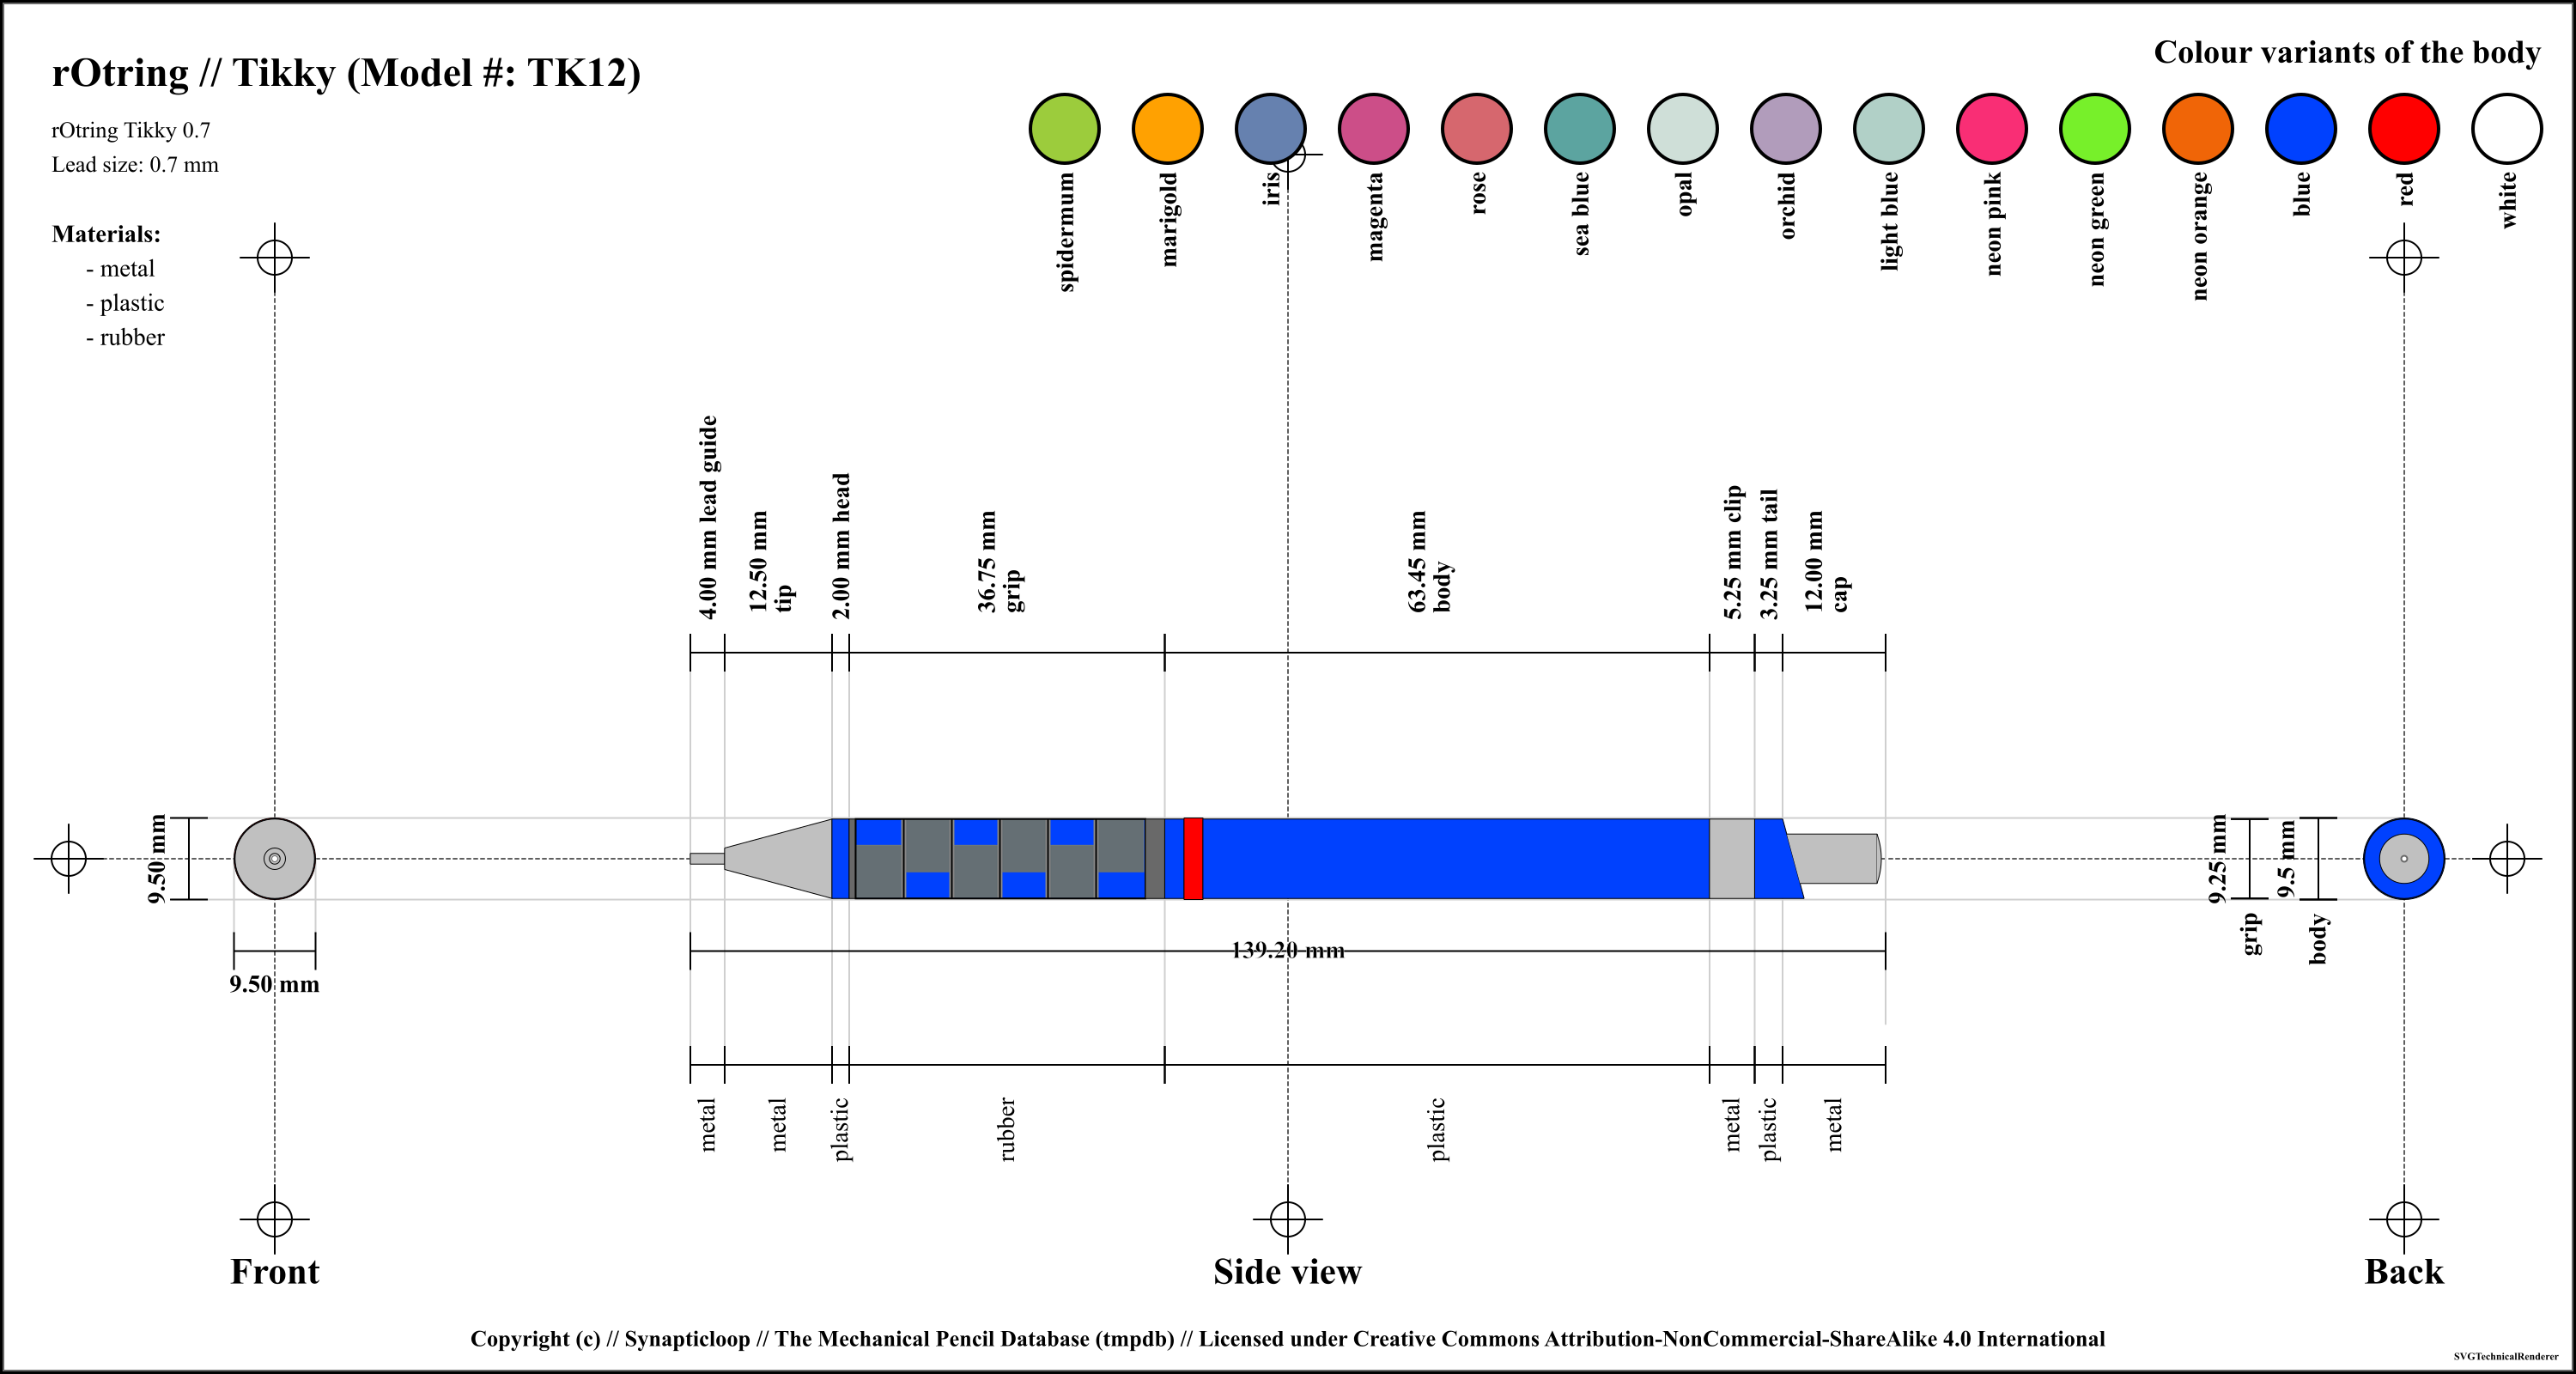 rOtring // Tikky (Model #: TK12)
rOtring Tikky 0.7
Lead size: 0.7 mm
Materials:
- metal
- plastic
- rubber
Colour variants of the body
spidermum
marigold
iris
magenta
rose
sea blue
opal
orchid
light blue
neon pink
neon green
neon orange
blue
red
white
4.00 mm lead guide
12.50 mm
tip
2.00 mm head
36.75 mm
grip
63.45 mm
body
5.25 mm clip
3.25 mm tail
12.00 mm
cap
9.50 mm
9.50 mm
139.20 mm
9.25 mm
grip
9.5 mm
body
metal
metal
plastic
rubber
plastic
metal
plastic
metal
Front
Side view
Back
Copyright (c) // Synapticloop // The Mechanical Pencil Database (tmpdb) // Licensed under Creative Commons Attribution-NonCommercial-ShareAlike 4.0 International
SVGTechnicalRenderer